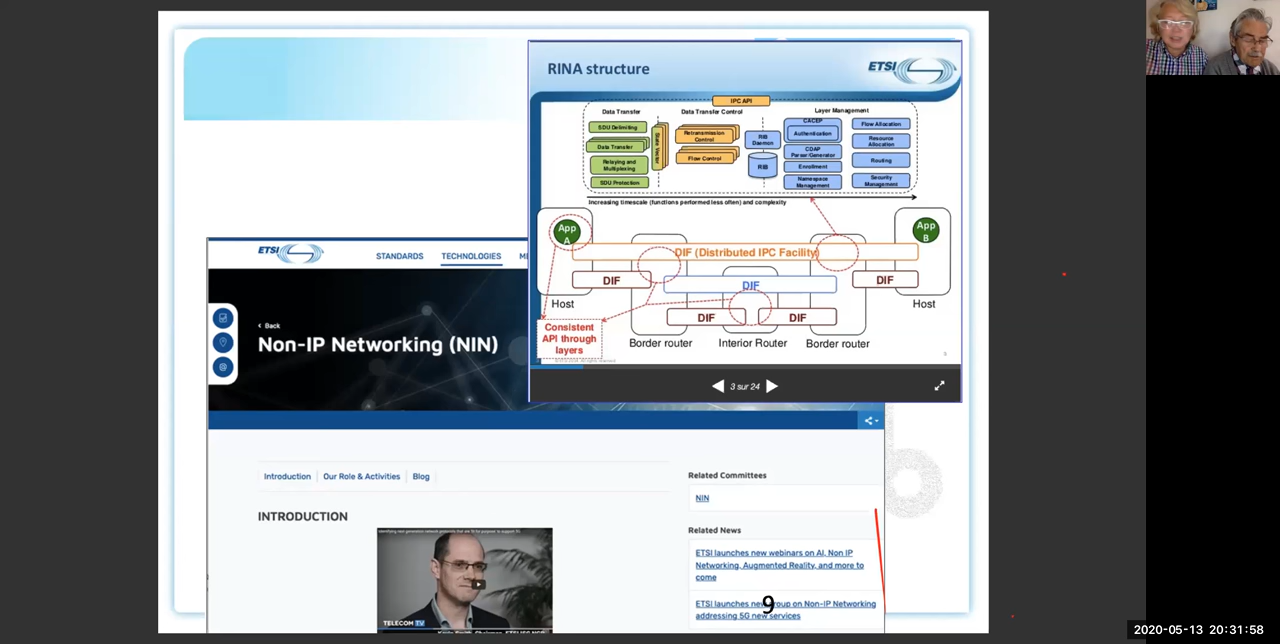 RINA structure
ETSI
IPC API
Data Transfer
Data Transfer Control
Layer Management
SDU Delimiting
Data Transfer
Relaying and
Multiplexing
SDU Protection
State Vector
Retransmission
Control
Flow Control
RIB
Daemon
RIB
CACEP
Authentication
CDAP
Parser/Generator
Enrollment
Namespace
Management
Flow Allocation
Resource
Allocation
Routing
Security
Management
Increasing timescale (functions performed less often) and complexity
App
A
App
B
DIF (Distributed IPC Facility)
DIF
DIF
DIF
Host
Host
DIF
DIF
Consistent
API through
layers
Border router
Interior Router
Border router
3 sur 24
ETSI
STANDARDS
TECHNOLOGIES
Back
Non-IP Networking (NIN)
Introduction
Our Role & Activities
Blog
INTRODUCTION
Related Committees
NIN
Related News
ETSI launches new webinars on AI, Non IP
Networking, Augmented Reality, and more to
come
ETSI launches new group on Non-IP Networking
addressing 5G new services
9
TELECOM TV
2020-05-13 20:31:58